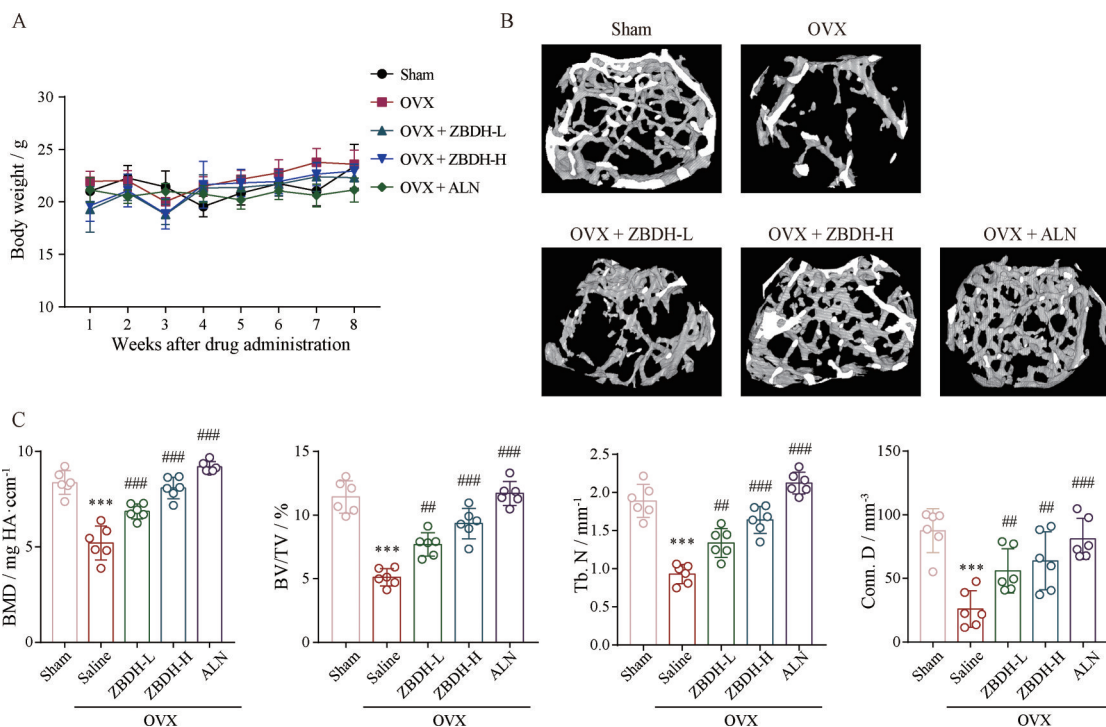 A
Sham
OVX
OVX + ZBDH-L
OVX + ZBDH-H
OVX + ALN
30
25
20
15
10
Body weight / g
1 2 3 4 5 6 7 8
Weeks after drug administration
B
Sham OVX
OVX + ZBDH-L OVX + ZBDH-H OVX + ALN
C
BMD / mg HA·ccm⁻¹
10
5
0
***
###
###
###
Sham Saline ZBDH-L ZBDH-H ALN
OVX
BV/TV / %
15
10
5
0
***
##
###
###
Sham Saline ZBDH-L ZBDH-H ALN
OVX
Tb. N / mm⁻¹
2.5
2.0
1.5
1.0
0.0
***
##
###
###
Sham Saline ZBDH-L ZBDH-H ALN
OVX
Conn. D / mm⁻³
150
100
50
0
***
##
##
###
Sham Saline ZBDH-L ZBDH-H ALN
OVX